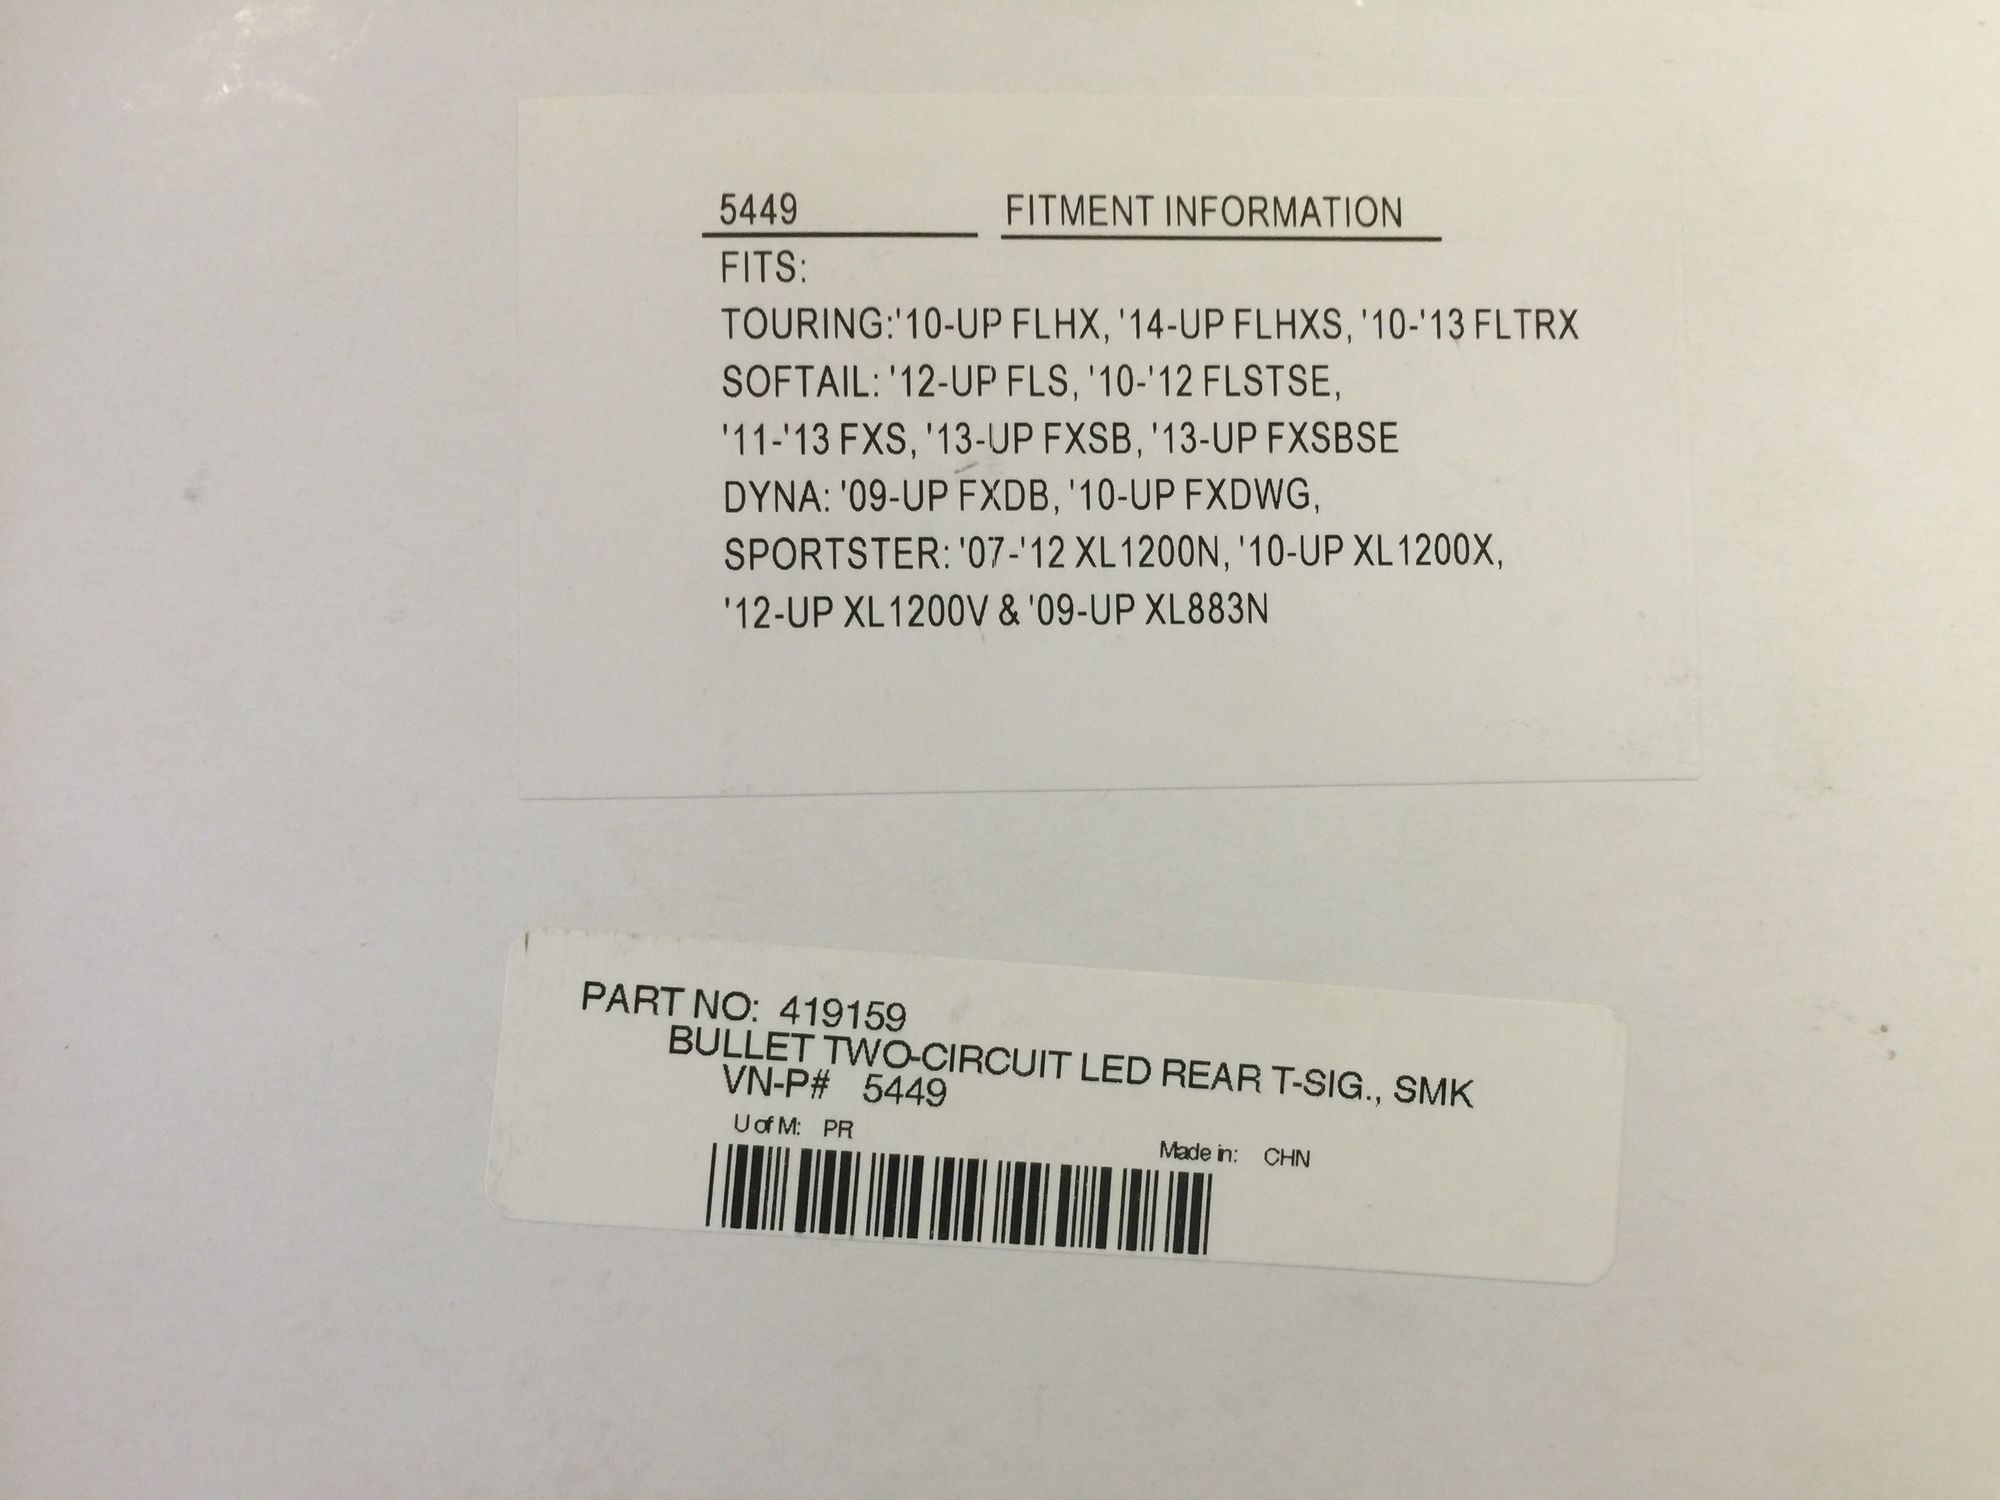 5449 FITMENT INFORMATION
FITS:
TOURING:'10-UP FLHX, '14-UP FLHXS, '10-'13 FLTRX
SOFTAIL: '12-UP FLS, '10-'12 FLSTSE,
'11-'13 FXS, '13-UP FXSB, '13-UP FXSBSE
DYNA: '09-UP FXDB, '10-UP FXDWG,
SPORTSTER: '07-'12 XL1200N, '10-UP XL1200X,
'12-UP XL1200V & '09-UP XL883N
PART NO: 419159
BULLET TWO-CIRCUIT LED REAR T-SIG., SMK
VN-P# 5449
U of M: PR
Made in: CHN